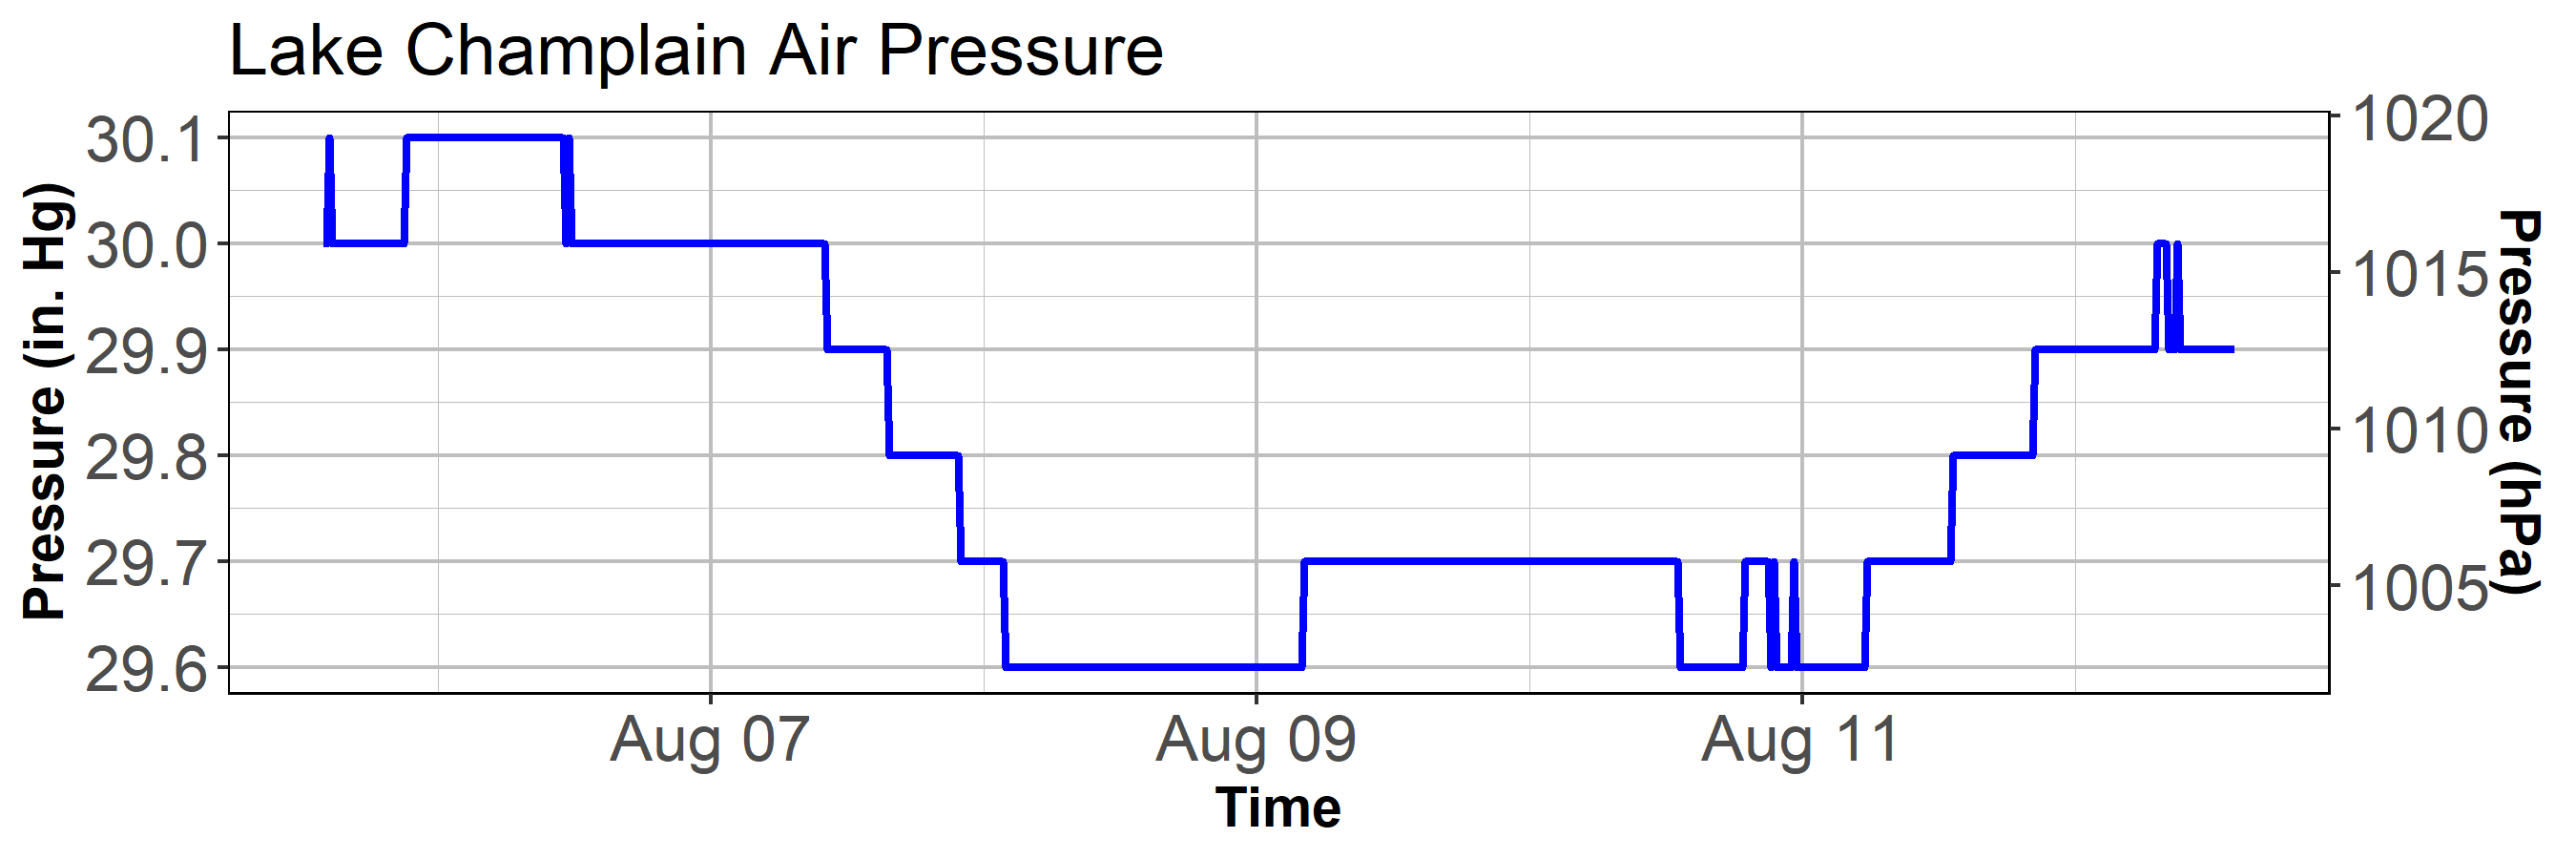 Lake Champlain Air Pressure
Pressure (in. Hg)
30.1
30.0
29.9
29.8
29.7
29.6
1020
1015
1010
1005
Pressure (hPa)
Aug 07 Aug 09 Aug 11
Time